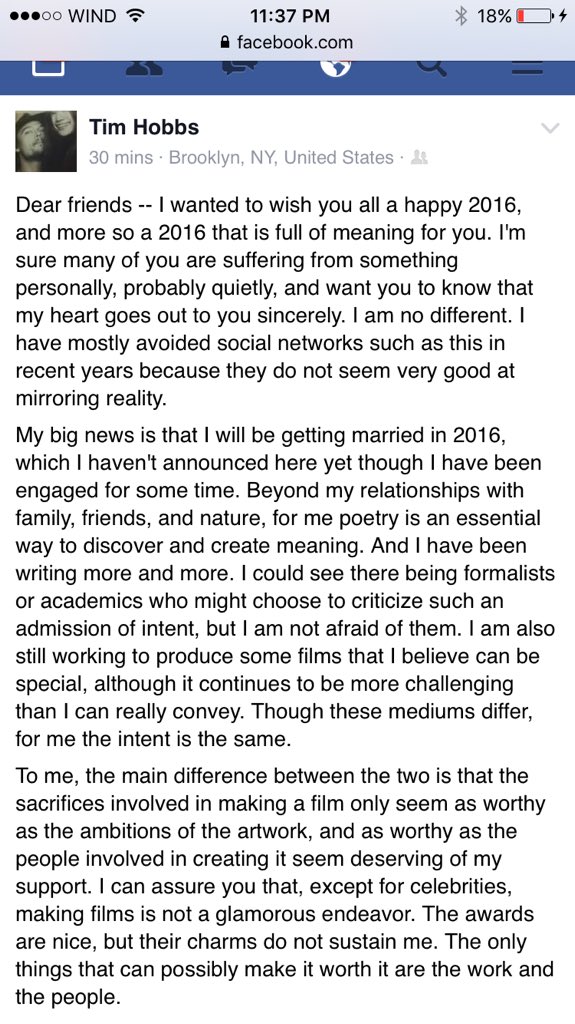 WIND 11:37 PM 18%
facebook.com
Tim Hobbs
30 mins · Brooklyn, NY, United States ·
Dear friends -- I wanted to wish you all a happy 2016,
and more so a 2016 that is full of meaning for you. I'm
sure many of you are suffering from something
personally, probably quietly, and want you to know that
my heart goes out to you sincerely. I am no different. I
have mostly avoided social networks such as this in
recent years because they do not seem very good at
mirroring reality.
My big news is that I will be getting married in 2016,
which I haven't announced here yet though I have been
engaged for some time. Beyond my relationships with
family, friends, and nature, for me poetry is an essential
way to discover and create meaning. And I have been
writing more and more. I could see there being formalists
or academics who might choose to criticize such an
admission of intent, but I am not afraid of them. I am also
still working to produce some films that I believe can be
special, although it continues to be more challenging
than I can really convey. Though these mediums differ,
for me the intent is the same.
To me, the main difference between the two is that the
sacrifices involved in making a film only seem as worthy
as the ambitions of the artwork, and as worthy as the
people involved in creating it seem deserving of my
support. I can assure you that, except for celebrities,
making films is not a glamorous endeavor. The awards
are nice, but their charms do not sustain me. The only
things that can possibly make it worth it are the work and
the people.